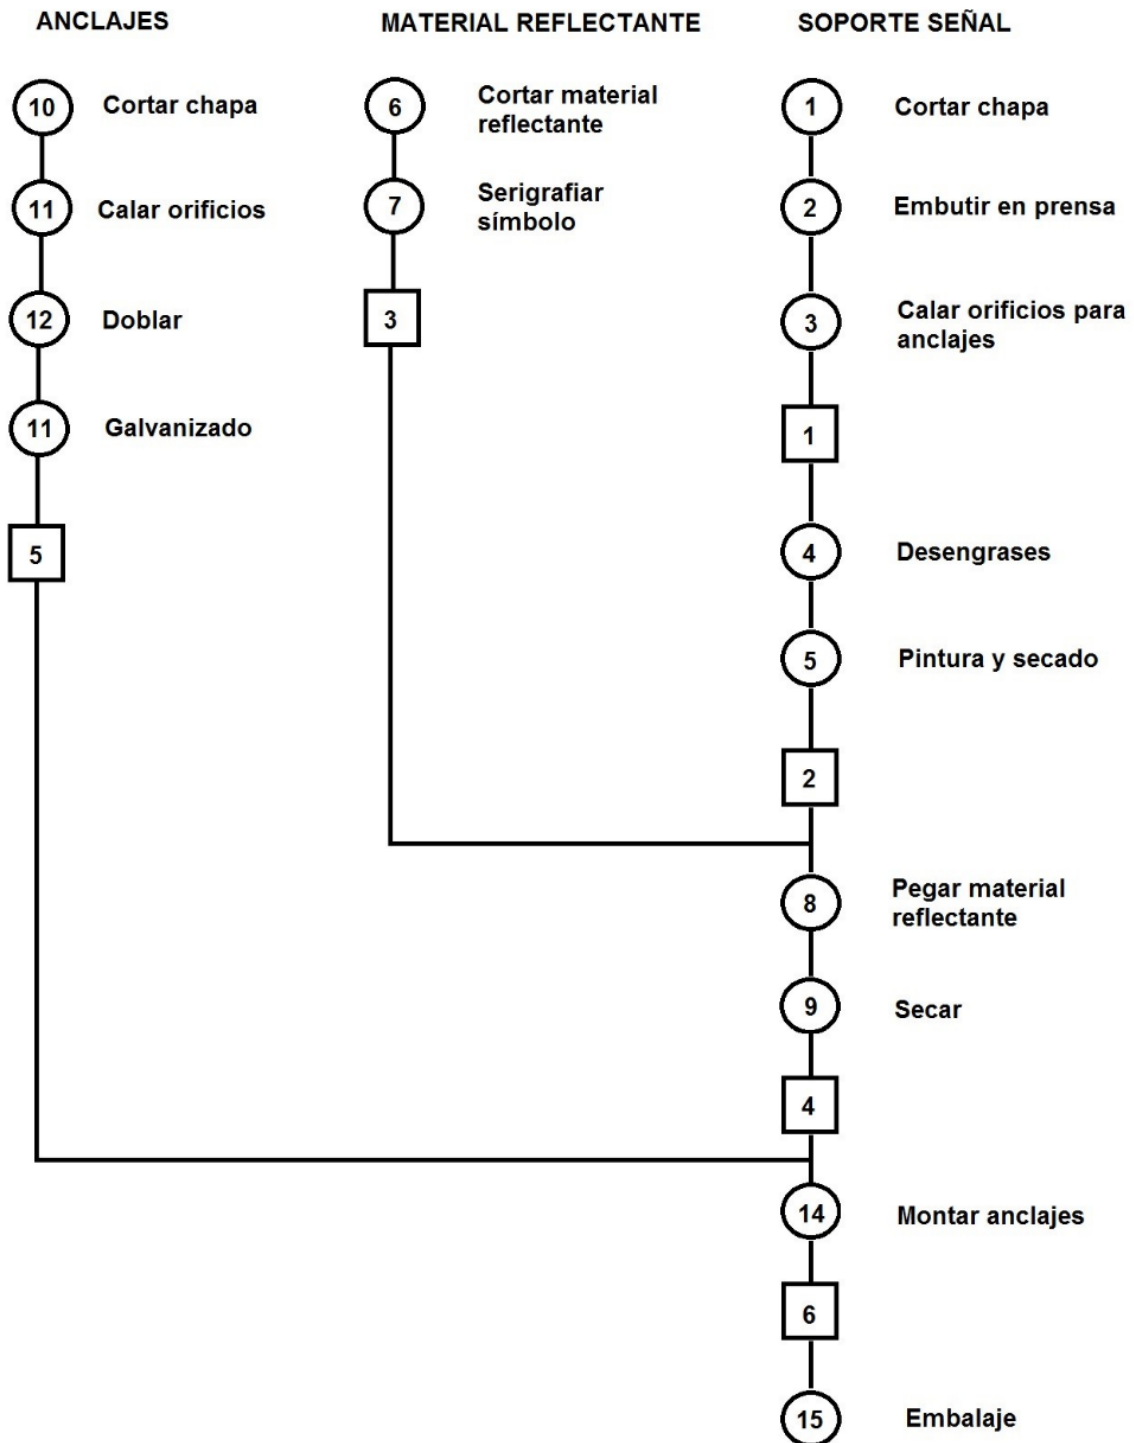 ANCLAJES
MATERIAL REFLECTANTE
SOPORTE SEÑAL
10 Cortar chapa
11 Calar orificios
12 Doblar
11 Galvanizado
5
6 Cortar material
reflectante
7 Serigrafiar
símbolo
3
1 Cortar chapa
2 Embutir en prensa
3 Calar orificios para
anclajes
1
4 Desengrases
5 Pintura y secado
2
8 Pegar material
reflectante
9 Secar
4
14 Montar anclajes
6
15 Embalaje